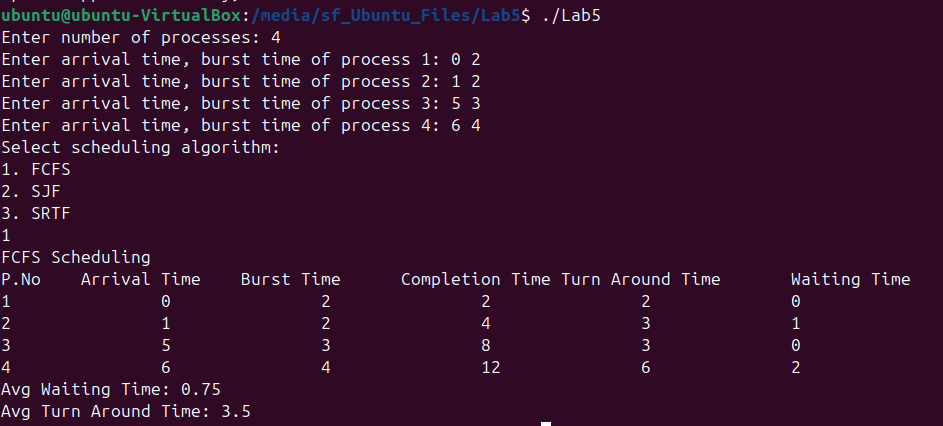 ubuntu@ubuntu-VirtualBox:/media/sf_Ubuntu_Files/Lab5$ ./Lab5
Enter number of processes: 4
Enter arrival time, burst time of process 1: 0 2
Enter arrival time, burst time of process 2: 1 2
Enter arrival time, burst time of process 3: 5 3
Enter arrival time, burst time of process 4: 6 4
Select scheduling algorithm:
1. FCFS
2. SJF
3. SRTF
1
FCFS Scheduling
P.No    Arrival Time    Burst Time      Completion Time Turn Around Time       Waiting Time
1               0               2               2               2              0
2               1               2               4               3              1
3               5               3               8               3              0
4               6               4               12              6              2
Avg Waiting Time: 0.75
Avg Turn Around Time: 3.5